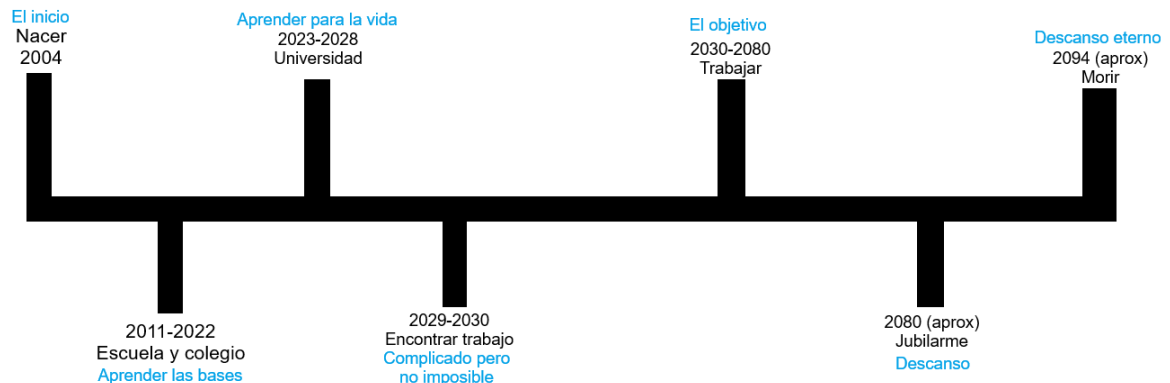 El inicio
Nacer
2004
Aprender para la vida
2023-2028
Universidad
El objetivo
2030-2080
Trabajar
Descanso eterno
2094 (aprox)
Morir
2011-2022
Escuela y colegio
Aprender las bases
2029-2030
Encontrar trabajo
Complicado pero
no imposible
2080 (aprox)
Jubilarme
Descanso